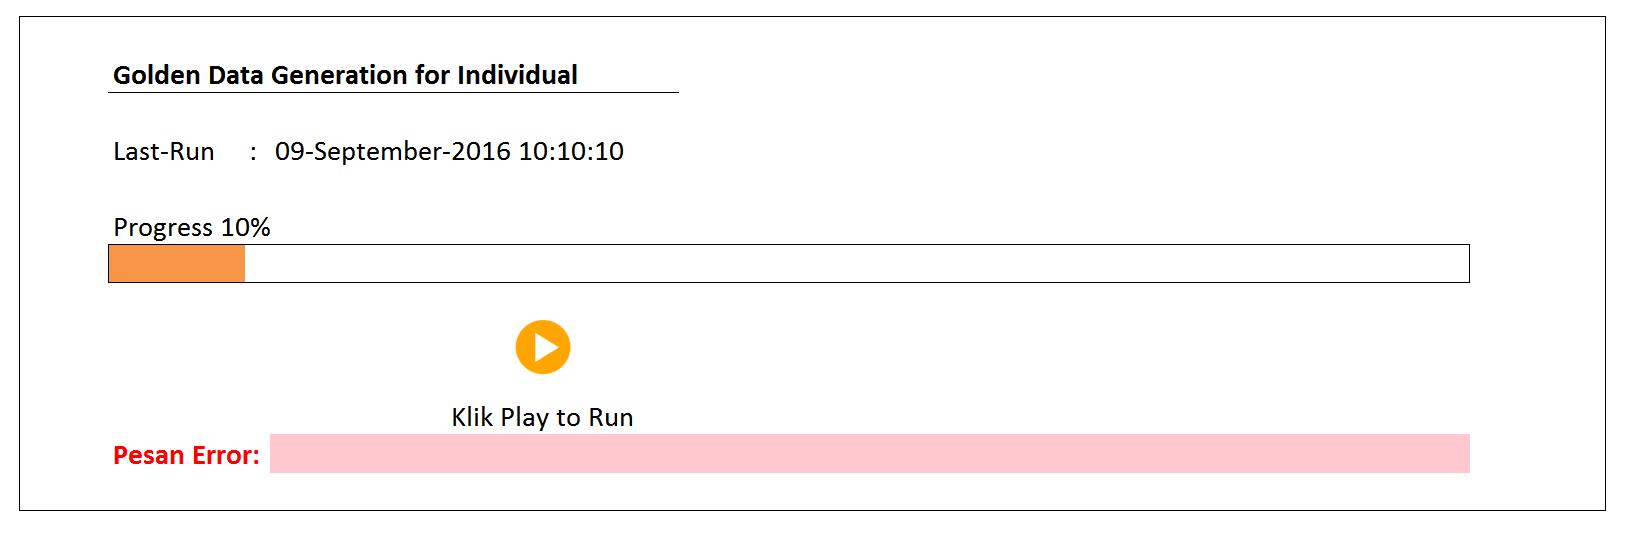 Golden Data Generation for Individual
Last-Run : 09-September-2016 10:10:10
Progress 10%
Klik Play to Run
Pesan Error: